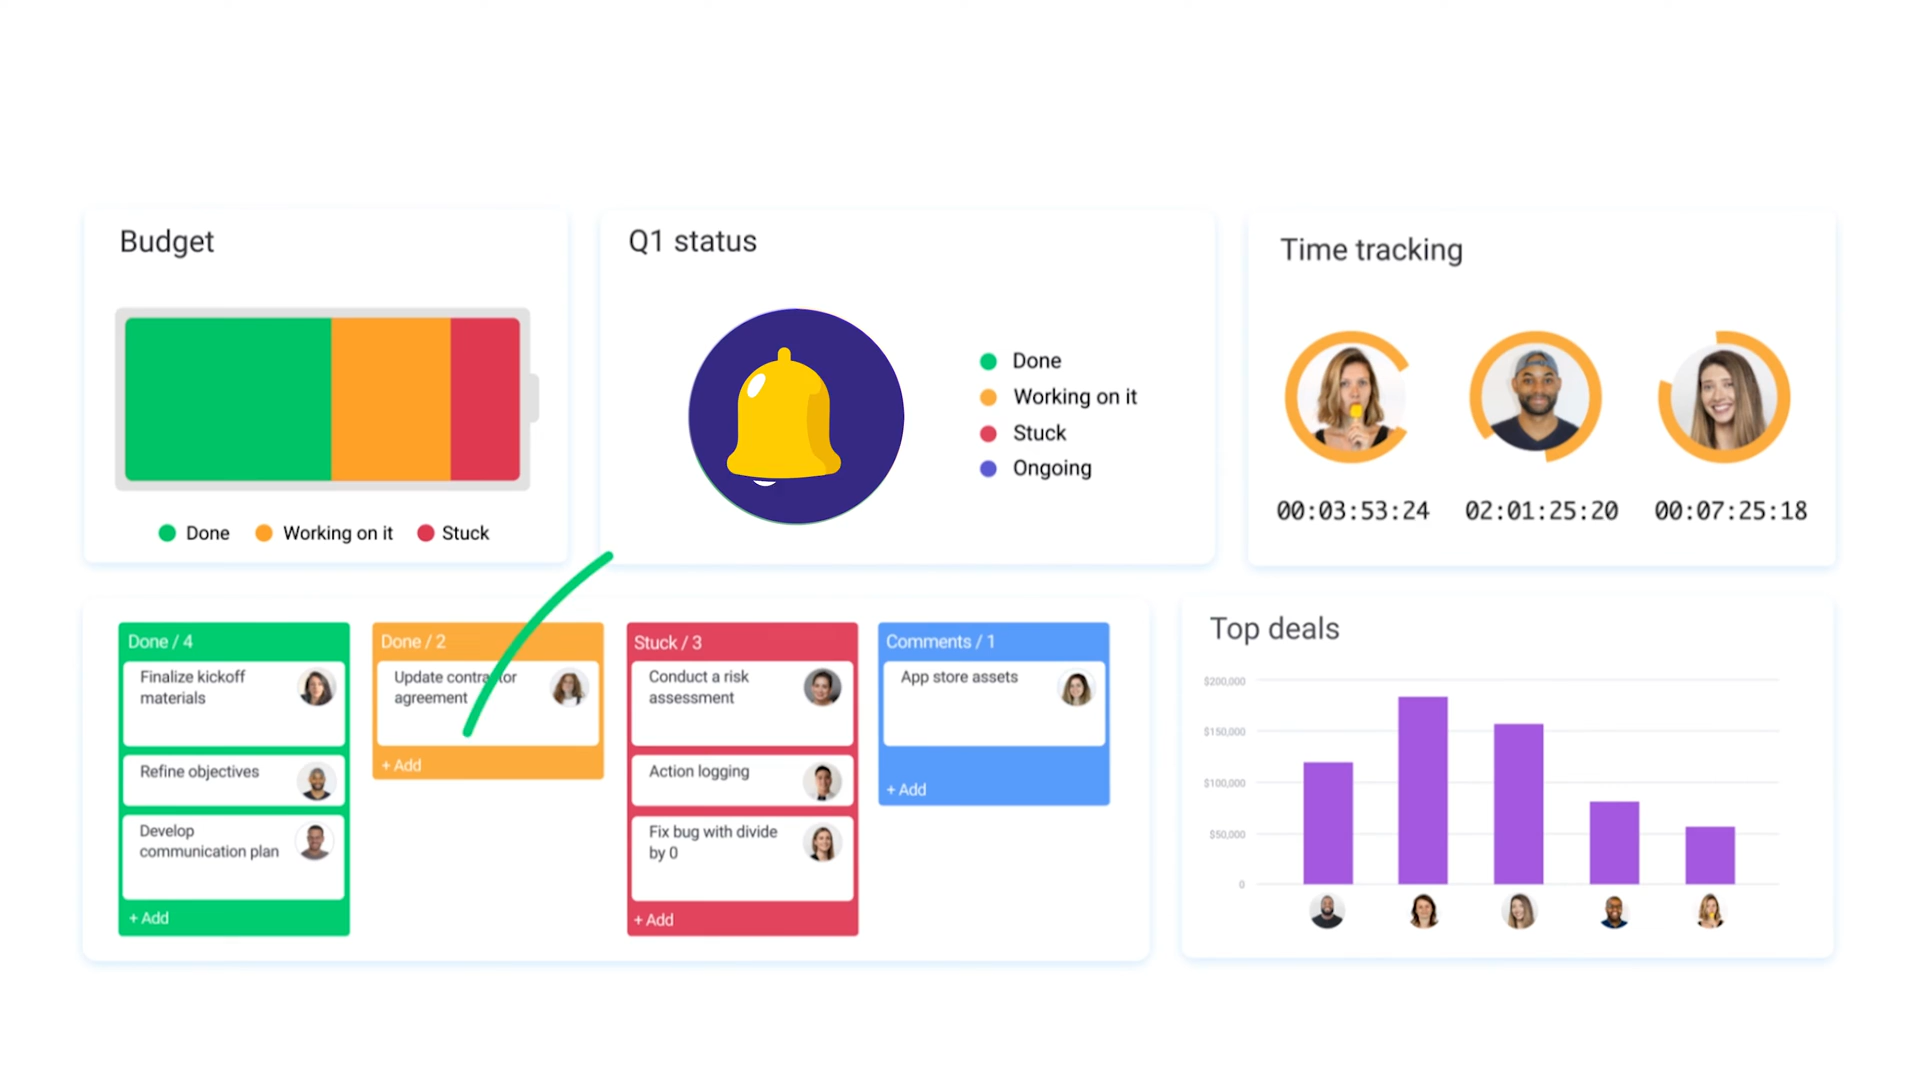 Budget
Done
Working on it
Stuck
Q1 status
Done
Working on it
Stuck
Ongoing
Time tracking
00:03:53:24
02:01:25:20
00:07:25:18
Done / 4
Finalize kickoff
materials
Refine objectives
Develop
communication plan
+ Add
Done / 2
Update contractor
agreement
+ Add
Stuck / 3
Conduct a risk
assessment
Action logging
Fix bug with divide
by 0
+ Add
Comments / 1
App store assets
+ Add
Top deals
$200,000
$150,000
$100,000
$50,000
0